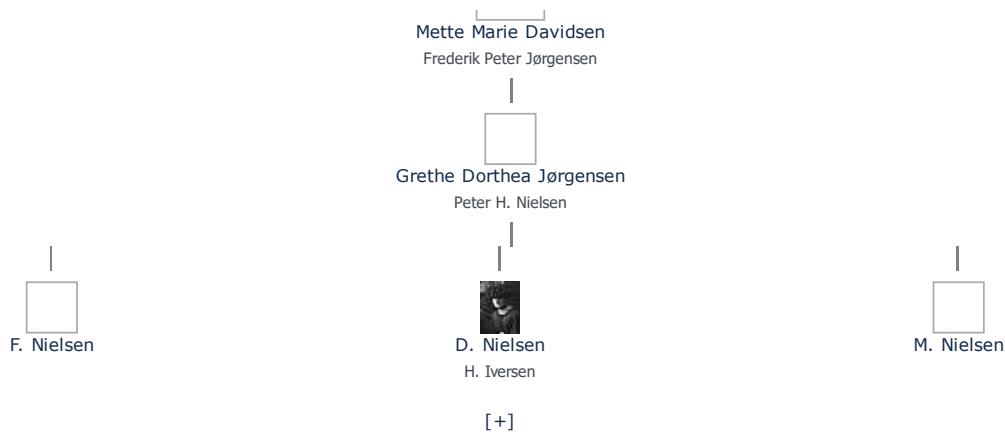 Mette Marie Davidsen
Frederik Peter Jørgensen
Grethe Dorthea Jørgensen
Peter H. Nielsen
F. Nielsen
D. Nielsen
M. Nielsen
H. Iversen
[+]